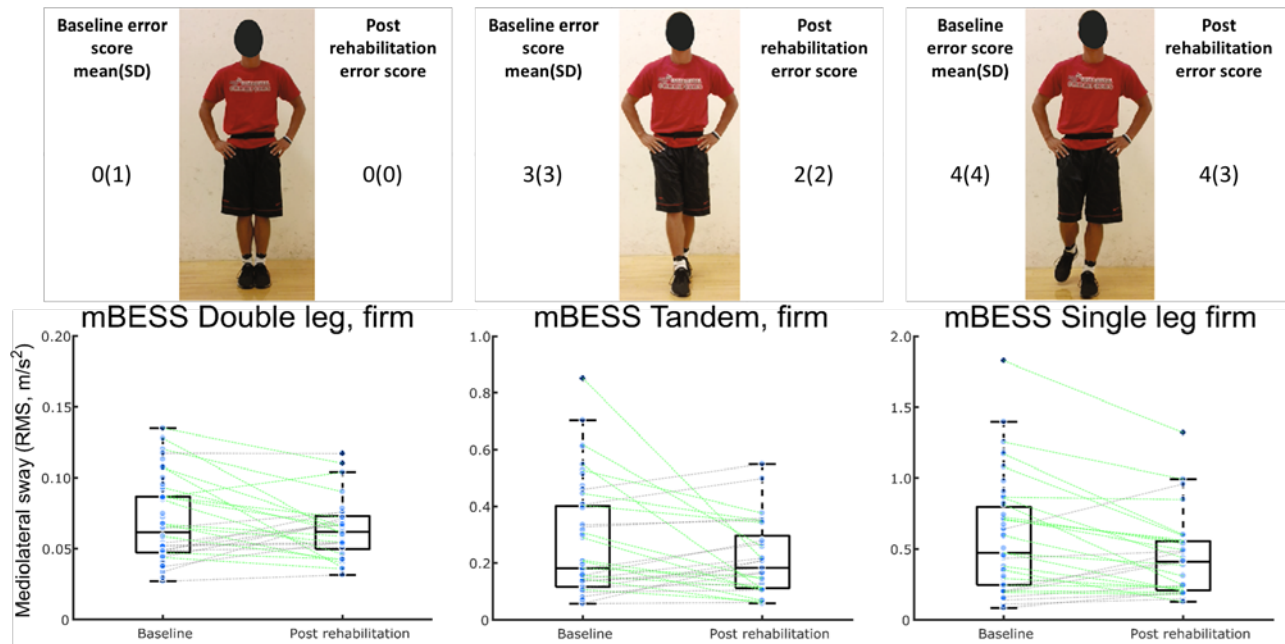 Baseline error
score
mean(SD)
0(1)
Post
rehabilitation
error score
0(0)
Baseline error
score
mean(SD)
3(3)
Post
rehabilitation
error score
2(2)
Baseline
error score
mean(SD)
4(4)
Post
rehabilitation
error score
4(3)
mBESS Double leg, firm
mBESS Tandem, firm
mBESS Single leg firm
Mediolateral sway (RMS, m/s²)
0.20
0.15
0.10
0.05
0
Baseline
Post rehabilitation
1.0
0.8
0.6
0.4
0.2
0
Baseline
Post rehabilitation
2.0
1.5
1.0
0.5
0
Baseline
Post rehabilitation